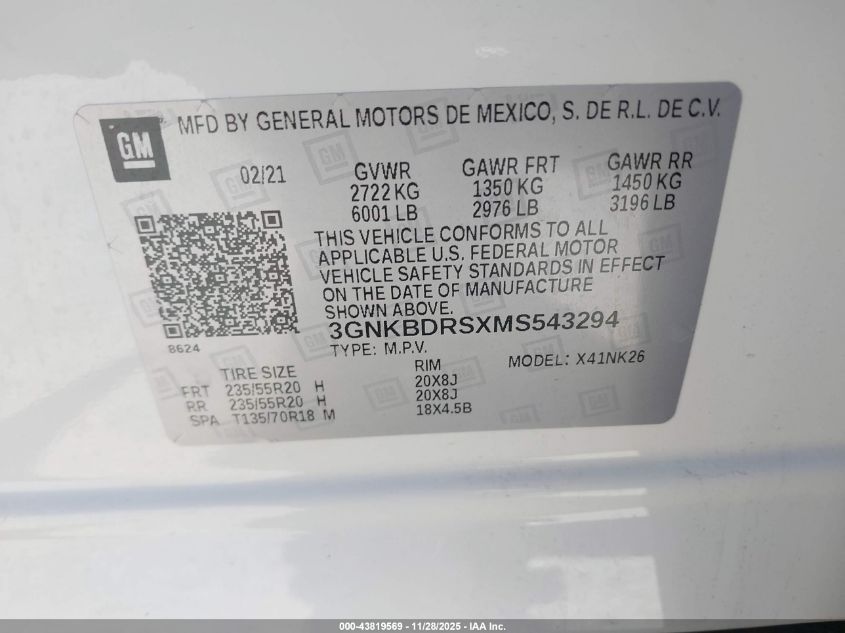 GM
MFD BY GENERAL MOTORS DE MEXICO, S. DE R.L. DE C.V.
02/21 GVWR GAWR FRT GAWR RR
2722 KG 1350 KG 1450 KG
6001 LB 2976 LB 3196 LB
THIS VEHICLE CONFORMS TO ALL
APPLICABLE U.S. FEDERAL MOTOR
VEHICLE SAFETY STANDARDS IN EFFECT
ON THE DATE OF MANUFACTURE
SHOWN ABOVE.
3GNKBDRSXMS543294
8624 TYPE: M.P.V. MODEL: X41NK26
TIRE SIZE RIM
FRT 235/55R20 H 20X8J
RR 235/55R20 H 20X8J
SPA T135/70R18 M 18X4.5B
000-43819569 - 11/28/2025 - IAA Inc.